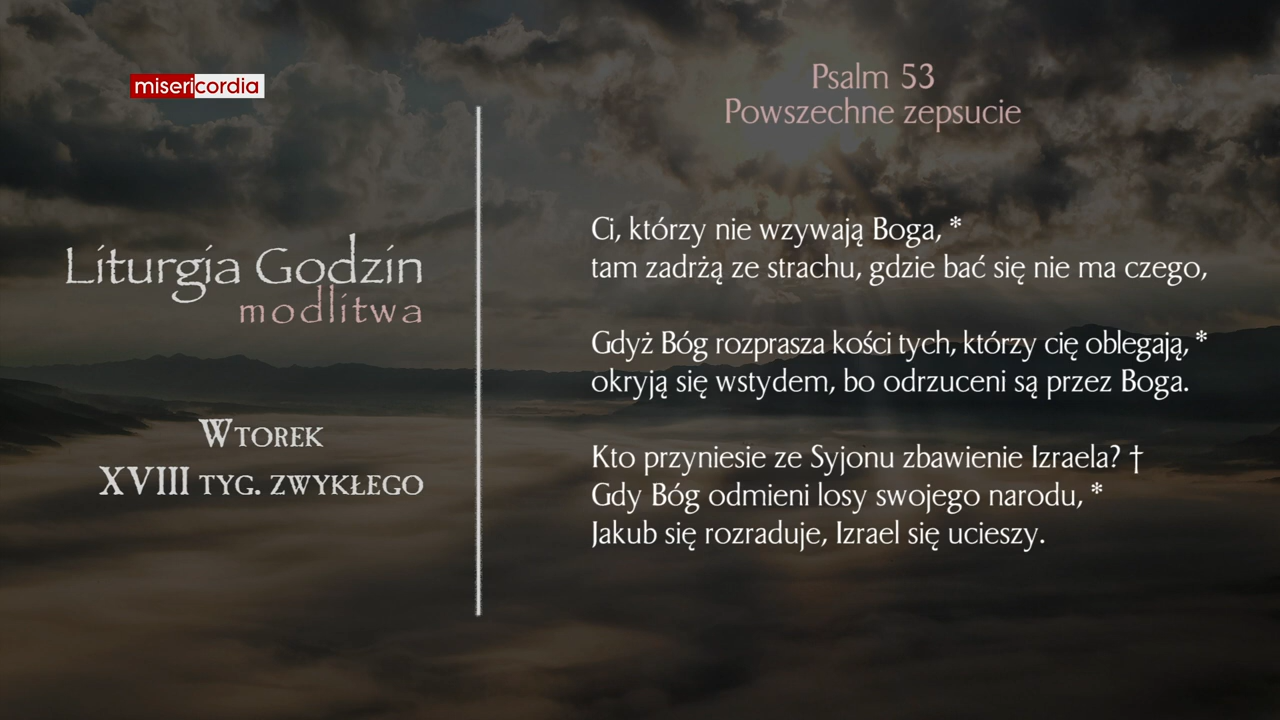 misericordia
Liturgia Godzin
modlitwa
Wtorek
XVIII tyg. zwykłego
Psalm 53
Powszechne zepsucie
Ci, którzy nie wzywają Boga, *
tam zadrżą ze strachu, gdzie bać się nie ma czego,
Gdyż Bóg rozprasza kości tych, którzy cię oblegają, *
okryją się wstydem, bo odrzuceni są przez Boga.
Kto przyniesie ze Syjonu zbawienie Izraela? †
Gdy Bóg odmieni losy swojego narodu, *
Jakub się rozraduje, Izrael się ucieszy.